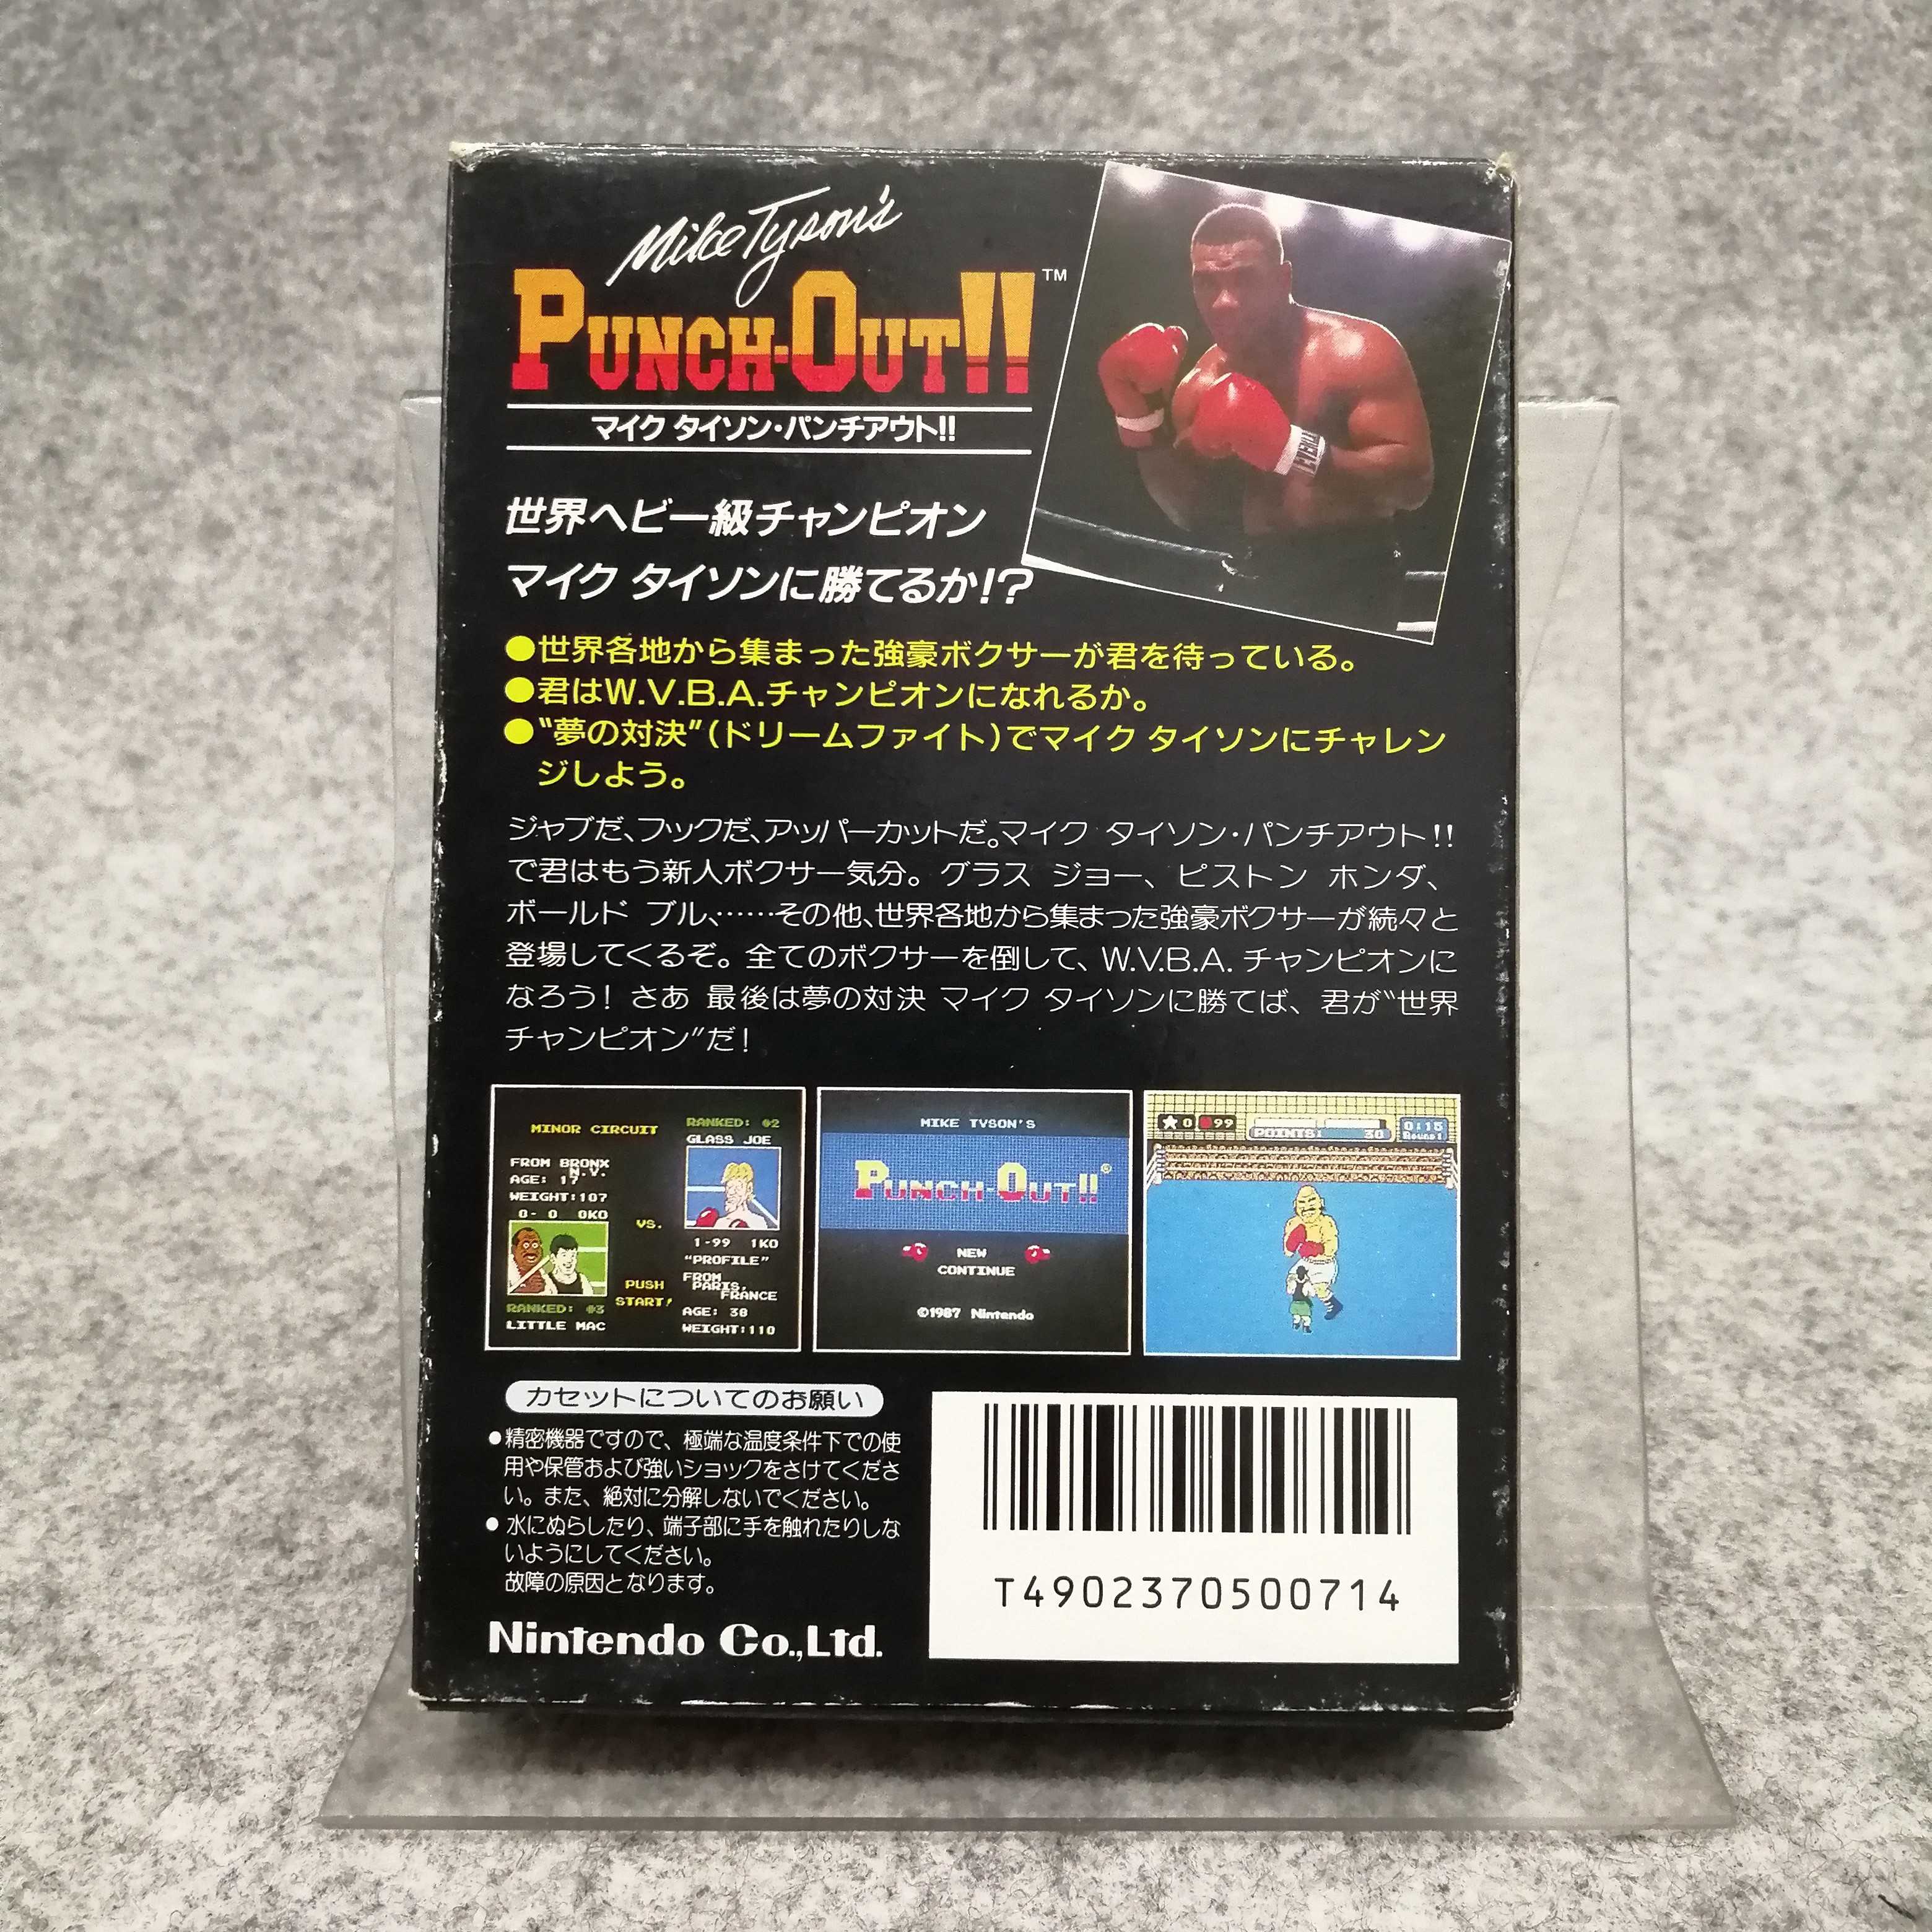 Mike Tyson's
PUNCH-OUT!!™
マイク タイソン・パンチアウト!!
世界ヘビー級チャンピオン
マイク タイソンに勝てるか!?
●世界各地から集まった強豪ボクサーが君を待っている。
●君はW.V.B.A.チャンピオンになれるか。
●“夢の対決”(ドリームファイト)でマイク タイソンにチャレン
ジしよう。
ジャブだ、フックだ、アッパーカットだ。マイク タイソン・パンチアウト!!
で君はもう新人ボクサー気分。グラス ジョー、ピストン ホンダ、
ボールド ブル、……その他、世界各地から集まった強豪ボクサーが続々と
登場してくるぞ。全てのボクサーを倒して、W.V.B.A. チャンピオンに
なろう! さあ 最後は夢の対決 マイク タイソンに勝てば、君が“世界
チャンピオン”だ!
MINOR CIRCUIT
RANKED: #2
GLASS JOE
FROM BRONX
N.Y.
AGE: 17
WEIGHT:107
0- 0 0KO
VS.
1-99 1KO
"PROFILE"
FROM
PARIS,
FRANCE
AGE: 38
WEIGHT:110
PUSH
START!
RANKED: #3
LITTLE MAC
MIKE TYSON'S
PUNCH-OUT!!®
NEW
CONTINUE
©1987 Nintendo
★0 99
POINTS: 30
0:15
Round1
カセットについてのお願い
●精密機器ですので、極端な温度条件下での使
用や保管および強いショックをさけてくださ
い。また、絶対に分解しないでください。
●水にぬらしたり、端子部に手を触れたりしな
いようにしてください。
故障の原因となります。
Nintendo Co.,Ltd.
T4902370500714